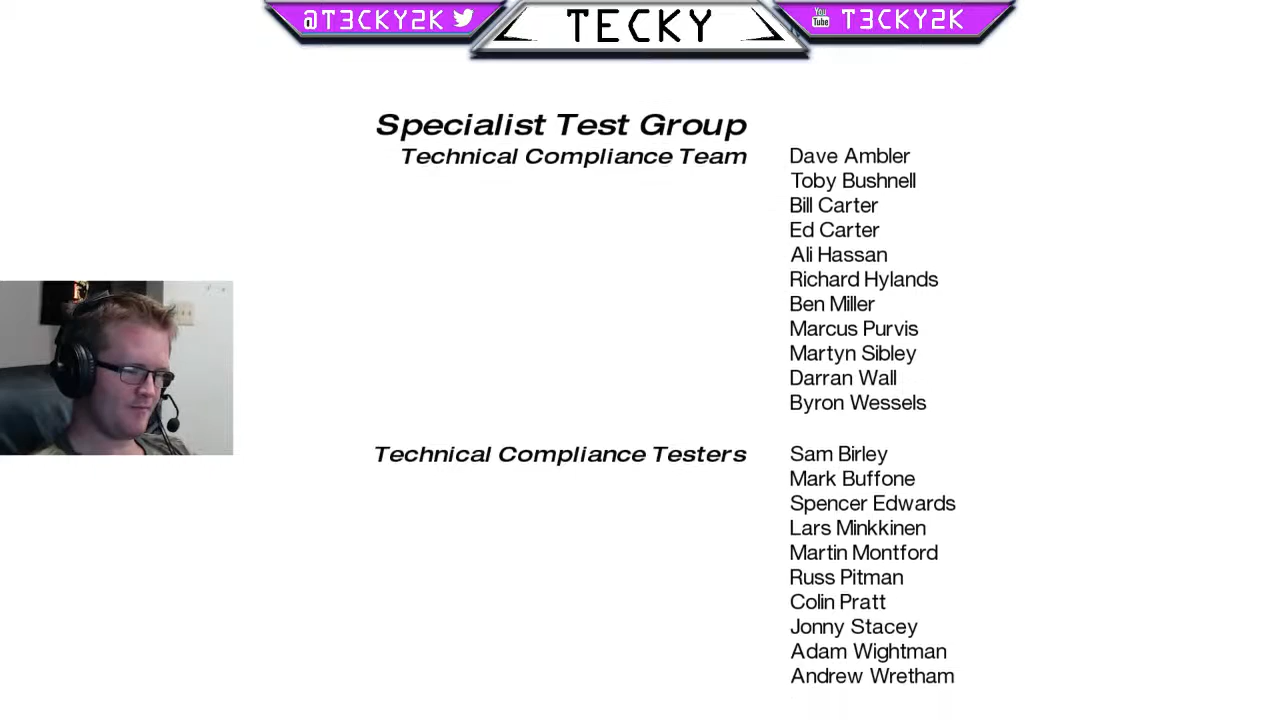 @T3CKY2K
TECKY
You Tube T3CKY2K
Specialist Test Group
Technical Compliance Team
Dave Ambler
Toby Bushnell
Bill Carter
Ed Carter
Ali Hassan
Richard Hylands
Ben Miller
Marcus Purvis
Martyn Sibley
Darran Wall
Byron Wessels
Technical Compliance Testers
Sam Birley
Mark Buffone
Spencer Edwards
Lars Minkkinen
Martin Montford
Russ Pitman
Colin Pratt
Jonny Stacey
Adam Wightman
Andrew Wretham